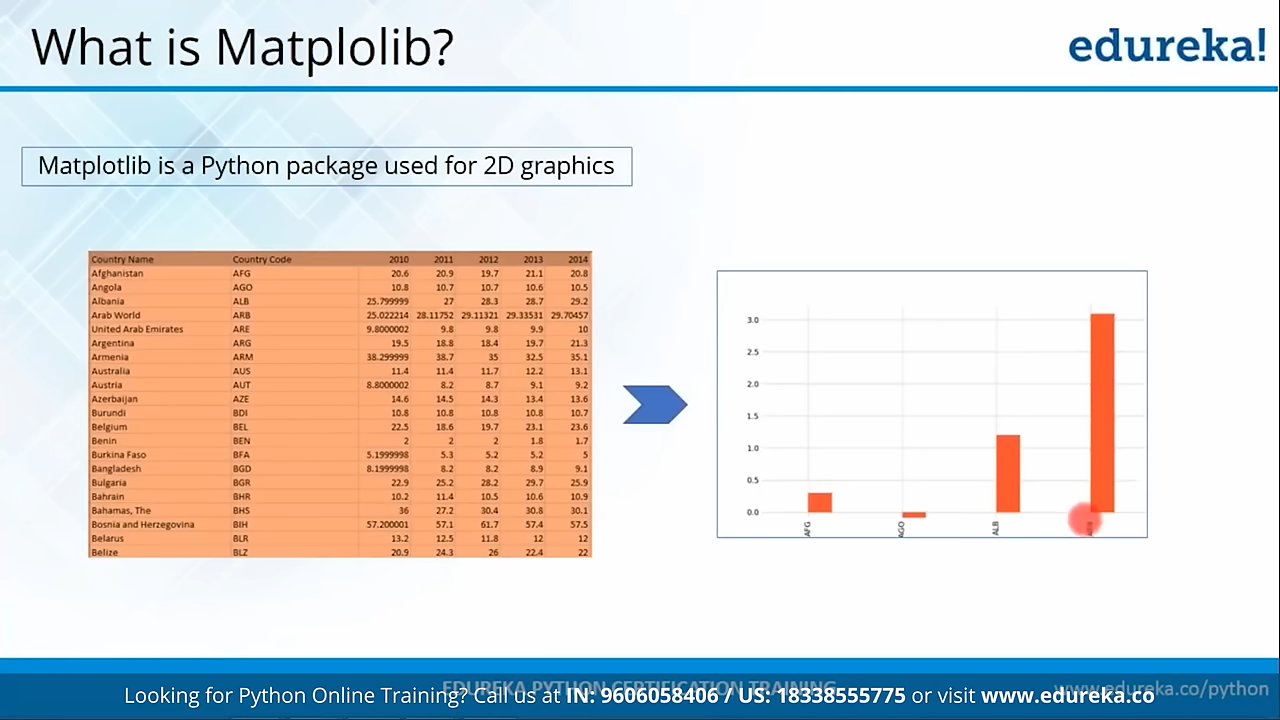 What is Matplolib?
edureka!
Matplotlib is a Python package used for 2D graphics
Country Name Country Code 2010 2011 2012 2013 2014
Afghanistan AFG 20.6 20.9 19.7 21.1 20.8
Angola AGO 10.8 10.7 10.7 10.6 10.5
Albania ALB 25.799999 27 28.3 28.7 29.2
Arab World ARB 25.022214 28.11752 29.11321 29.33531 29.70457
United Arab Emirates ARE 9.8000002 9.8 9.8 9.9 10
Argentina ARG 19.5 18.8 18.4 19.7 21.3
Armenia ARM 38.299999 38.7 35 32.5 35.1
Australia AUS 11.4 11.4 11.7 12.2 13.1
Austria AUT 8.8000002 8.2 8.7 9.1 9.2
Azerbaijan AZE 14.6 14.5 14.3 13.4 13.6
Burundi BDI 10.8 10.8 10.8 10.8 10.7
Belgium BEL 22.5 18.6 19.7 23.1 23.6
Benin BEN 2 2 2 1.8 1.7
Burkina Faso BFA 5.1999998 5.3 5.2 5.2 5
Bangladesh BGD 8.1999998 8.2 8.2 8.9 9.1
Bulgaria BGR 22.9 25.2 28.2 29.7 25.9
Bahrain BHR 10.2 11.4 10.5 10.6 10.9
Bahamas, The BHS 36 27.2 30.4 30.8 30.1
Bosnia and Herzegovina BIH 57.200001 57.1 61.7 57.4 57.5
Belarus BLR 13.2 12.5 11.8 12 12
Belize BLZ 20.9 24.3 26 22.4 22
3.0
2.5
2.0
1.5
1.0
0.5
0.0
AFG AGO ALB
EDUREKA PYTHON CERTIFICATION TRAINING www.edureka.co/python
Looking for Python Online Training? Call us at IN: 9606058406 / US: 18338555775 or visit www.edureka.co